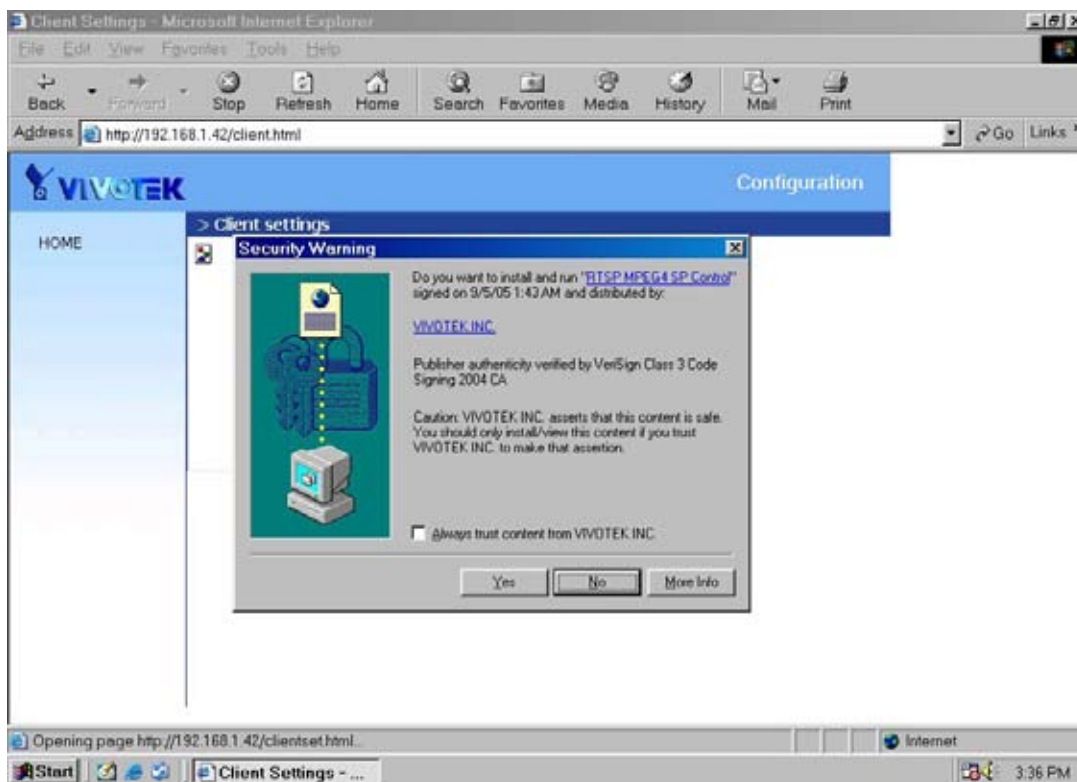 Client Settings - Microsoft Internet Explorer
File Edit View Favorites Tools Help
Back Forward Stop Refresh Home Search Favorites Media History Mail Print
Address http://192.168.1.42/client.html Go Links
VIVOTEK Configuration
> Client settings
HOME
Security Warning
Do you want to install and run "RTSP MPEG4 SP Control"
signed on 9/5/05 1:43 AM and distributed by:
VIVOTEK INC.
Publisher authenticity verified by VeriSign Class 3 Code
Signing 2004 CA
Caution: VIVOTEK INC. asserts that this content is safe.
You should only install/view this content if you trust
VIVOTEK INC. to make that assertion.
Always trust content from VIVOTEK INC.
Yes No More Info
Opening page http://192.168.1.42/clientset.html... Internet
Start Client Settings - ... 3:36 PM